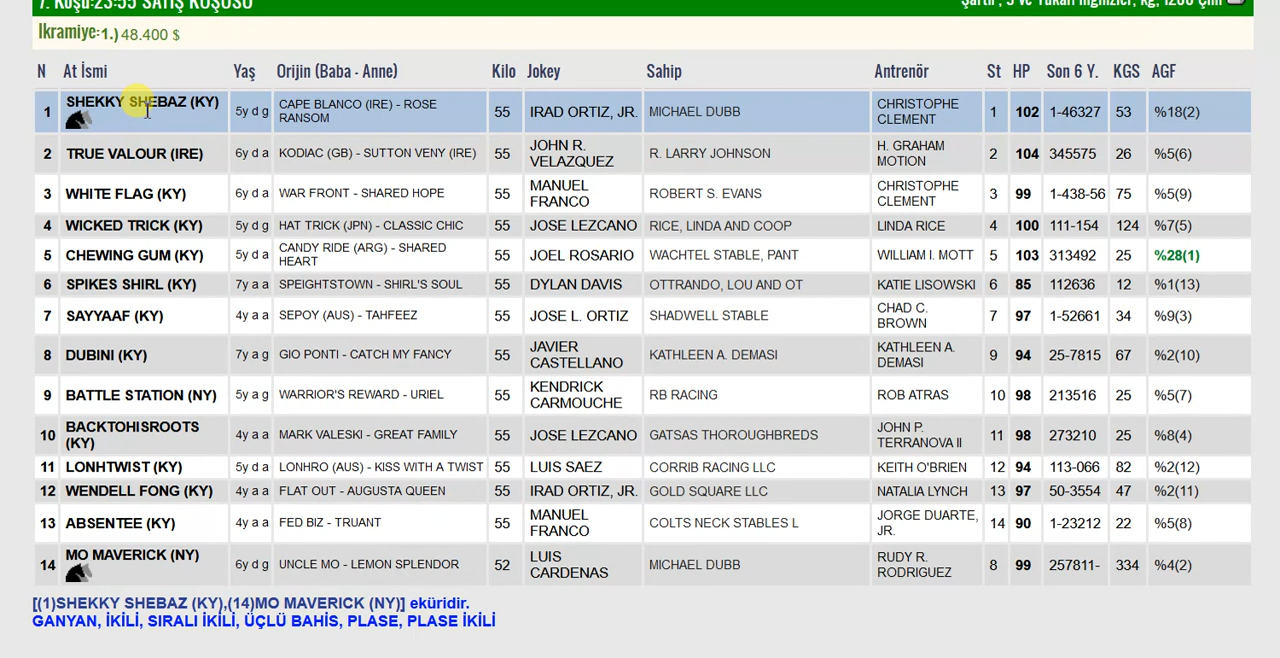 7. Koşu:23:55 SATIŞ KOŞUSU
Şartlı , 3 ve Yukarı İngilizler, kg, 1200 Çim
İkramiye:1.) 48.400 $
N At İsmi Yaş Orijin (Baba - Anne) Kilo Jokey Sahip Antrenör St HP Son 6 Y. KGS AGF
1 SHEKKY SHEBAZ (KY) 5y d g CAPE BLANCO (IRE) - ROSE RANSOM 55 IRAD ORTIZ, JR. MICHAEL DUBB CHRISTOPHE CLEMENT 1 102 1-46327 53 %18(2)
2 TRUE VALOUR (IRE) 6y d a KODIAC (GB) - SUTTON VENY (IRE) 55 JOHN R. VELAZQUEZ R. LARRY JOHNSON H. GRAHAM MOTION 2 104 345575 26 %5(6)
3 WHITE FLAG (KY) 6y d a WAR FRONT - SHARED HOPE 55 MANUEL FRANCO ROBERT S. EVANS CHRISTOPHE CLEMENT 3 99 1-438-56 75 %5(9)
4 WICKED TRICK (KY) 5y d g HAT TRICK (JPN) - CLASSIC CHIC 55 JOSE LEZCANO RICE, LINDA AND COOP LINDA RICE 4 100 111-154 124 %7(5)
5 CHEWING GUM (KY) 5y d a CANDY RIDE (ARG) - SHARED HEART 55 JOEL ROSARIO WACHTEL STABLE, PANT WILLIAM I. MOTT 5 103 313492 25 %28(1)
6 SPIKES SHIRL (KY) 7y a a SPEIGHTSTOWN - SHIRL'S SOUL 55 DYLAN DAVIS OTTRANDO, LOU AND OT KATIE LISOWSKI 6 85 112636 12 %1(13)
7 SAYYAAF (KY) 4y a a SEPOY (AUS) - TAHFEEZ 55 JOSE L. ORTIZ SHADWELL STABLE CHAD C. BROWN 7 97 1-52661 34 %9(3)
8 DUBINI (KY) 7y a g GIO PONTI - CATCH MY FANCY 55 JAVIER CASTELLANO KATHLEEN A. DEMASI KATHLEEN A. DEMASI 9 94 25-7815 67 %2(10)
9 BATTLE STATION (NY) 5y a g WARRIOR'S REWARD - URIEL 55 KENDRICK CARMOUCHE RB RACING ROB ATRAS 10 98 213516 25 %5(7)
10 BACKTOHISROOTS (KY) 4y a a MARK VALESKI - GREAT FAMILY 55 JOSE LEZCANO GATSAS THOROUGHBREDS JOHN P. TERRANOVA II 11 98 273210 25 %8(4)
11 LONHTWIST (KY) 5y d a LONHRO (AUS) - KISS WITH A TWIST 55 LUIS SAEZ CORRIB RACING LLC KEITH O'BRIEN 12 94 113-066 82 %2(12)
12 WENDELL FONG (KY) 4y a a FLAT OUT - AUGUSTA QUEEN 55 IRAD ORTIZ, JR. GOLD SQUARE LLC NATALIA LYNCH 13 97 50-3554 47 %2(11)
13 ABSENTEE (KY) 4y a a FED BIZ - TRUANT 55 MANUEL FRANCO COLTS NECK STABLES L JORGE DUARTE, JR. 14 90 1-23212 22 %5(8)
14 MO MAVERICK (NY) 6y d g UNCLE MO - LEMON SPLENDOR 52 LUIS CARDENAS MICHAEL DUBB RUDY R. RODRIGUEZ 8 99 257811- 334 %4(2)
[(1)SHEKKY SHEBAZ (KY),(14)MO MAVERICK (NY)] eküridir.
GANYAN, İKİLİ, SIRALI İKİLİ, ÜÇLÜ BAHİS, PLASE, PLASE İKİLİ